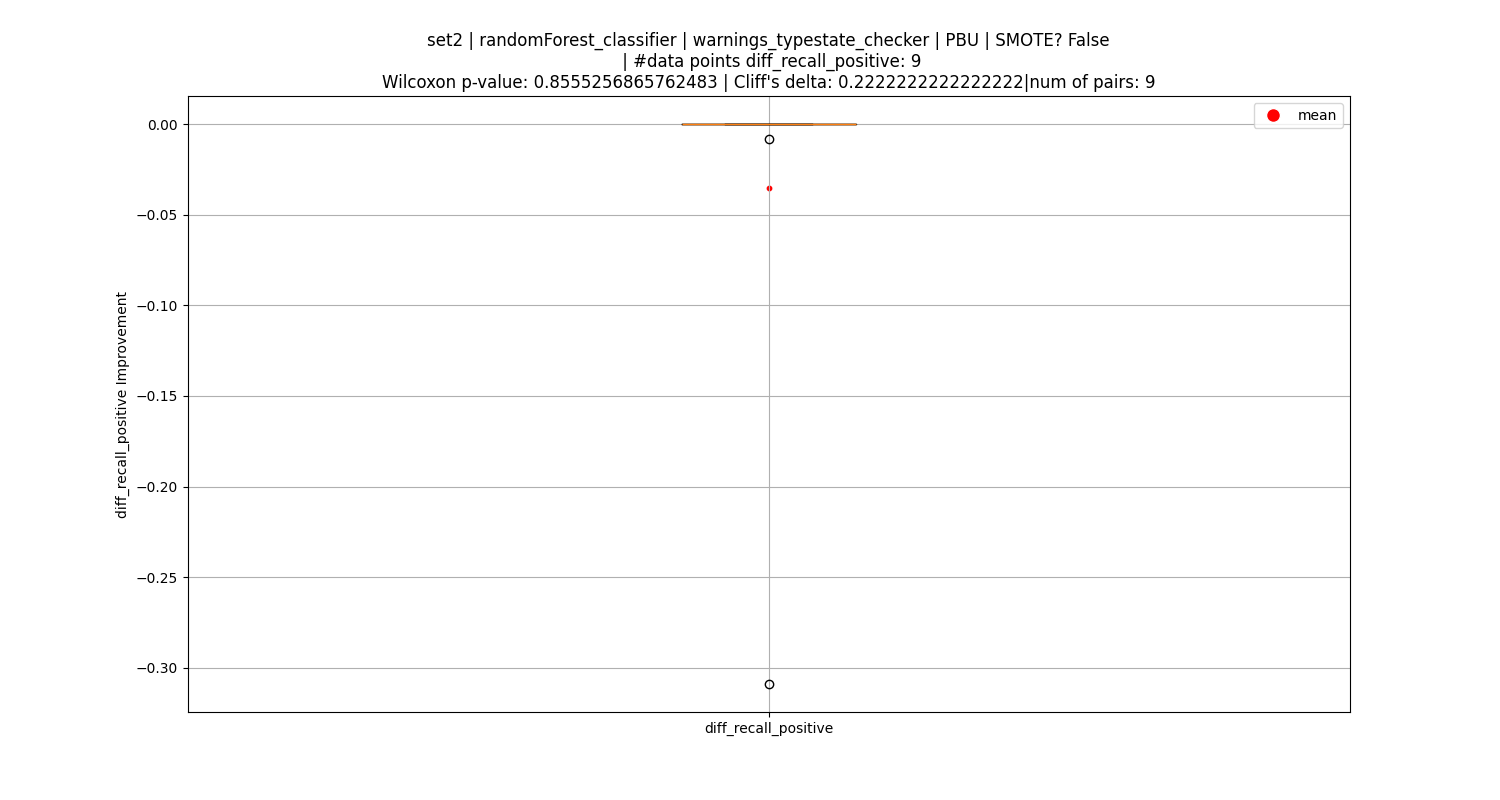 set2 | randomForest_classifier | warnings_typestate_checker | PBU | SMOTE? False
| #data points diff_recall_positive: 9
Wilcoxon p-value: 0.8555256865762483 | Cliff's delta: 0.2222222222222222|num of pairs: 9
mean
0.00
−0.05
−0.10
−0.15
−0.20
−0.25
−0.30
diff_recall_positive Improvement
diff_recall_positive